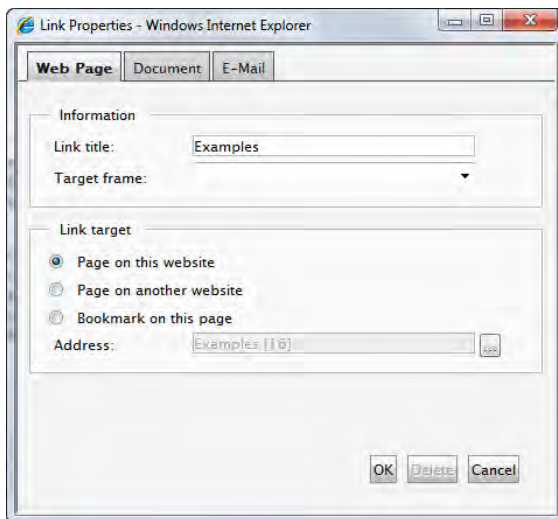 Link Properties - Windows Internet Explorer
Web Page Document E-Mail
Information
Link title: Examples
Target frame:
Link target
Page on this website
Page on another website
Bookmark on this page
Address: Examples [16] ...
OK Delete Cancel